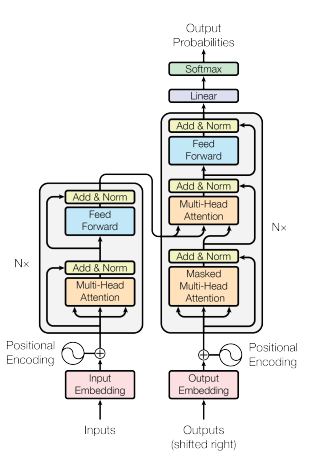 Output
Probabilities
Softmax
Linear
Add & Norm
Feed
Forward
Add & Norm
Multi-Head
Attention
Add & Norm
Masked
Multi-Head
Attention
N×
Positional
Encoding
Output
Embedding
Outputs
(shifted right)
Add & Norm
Feed
Forward
Add & Norm
Multi-Head
Attention
N×
Positional
Encoding
Input
Embedding
Inputs